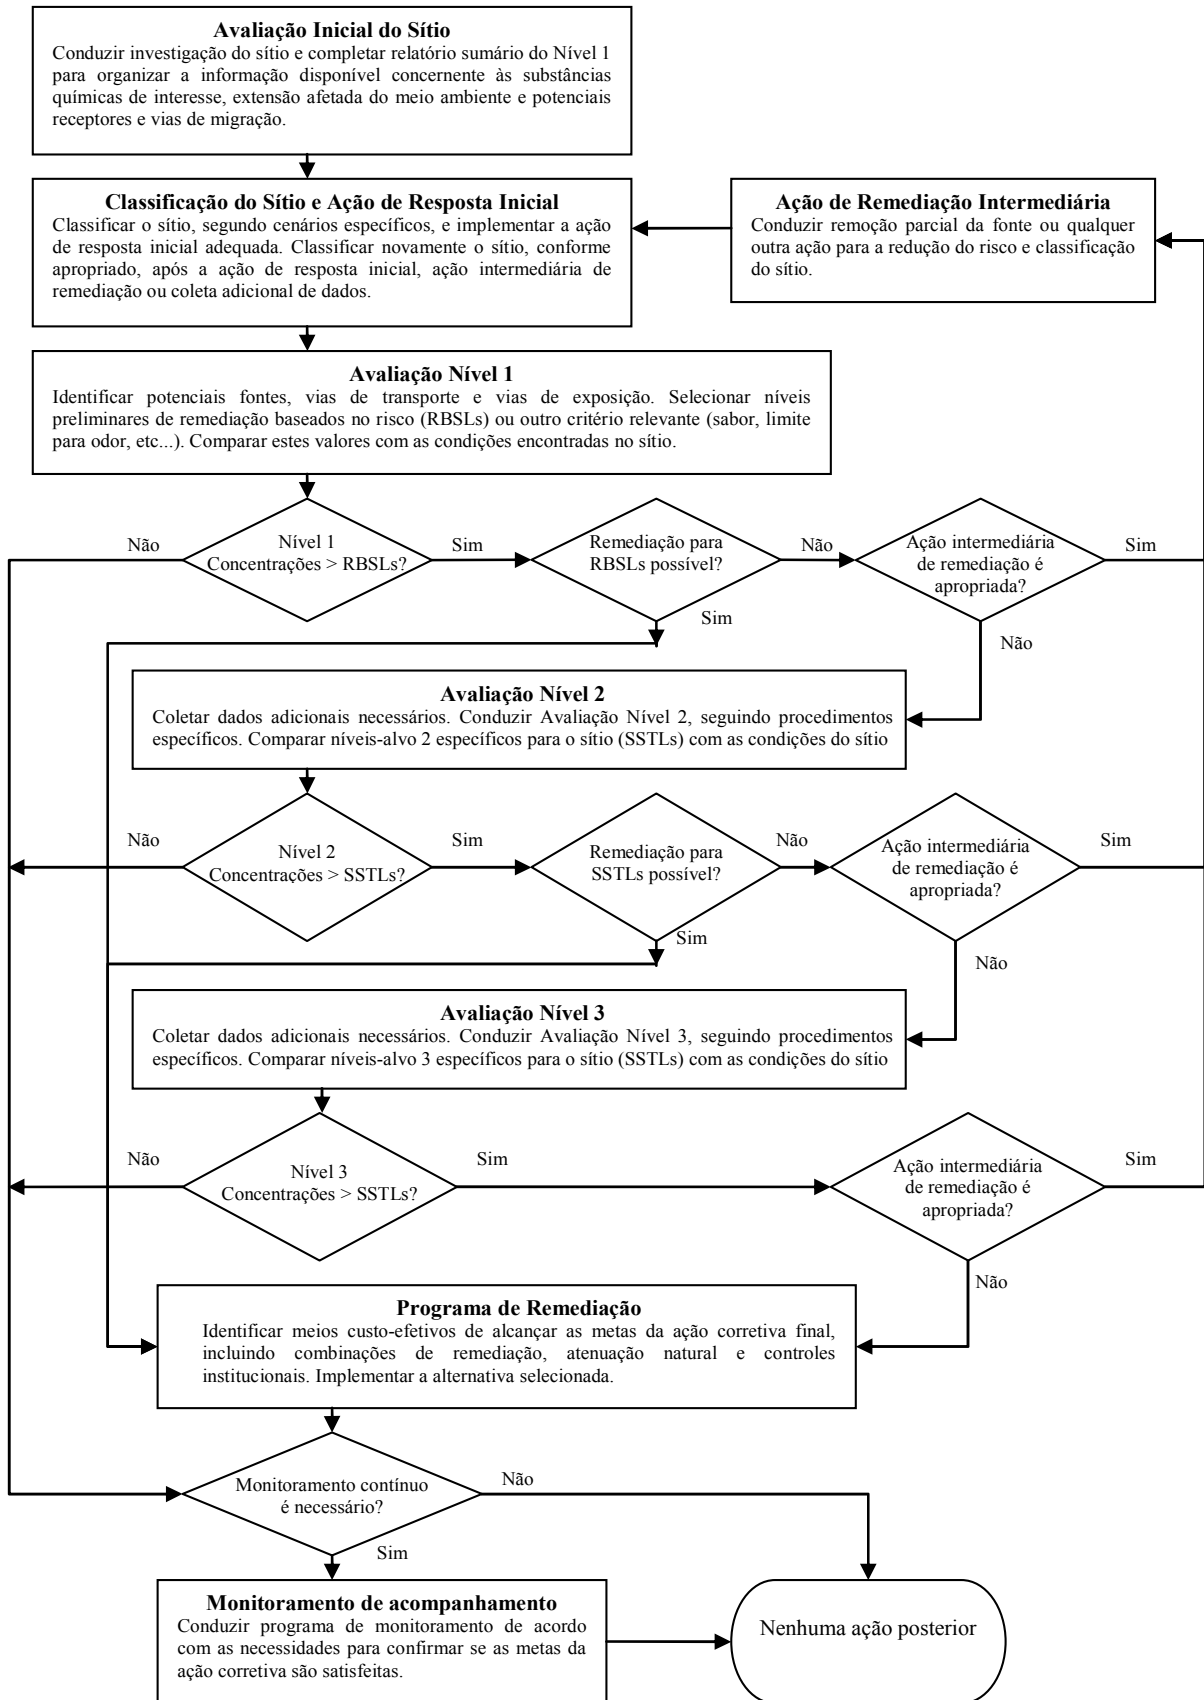 Avaliação Inicial do Sítio
Conduzir investigação do sítio e completar relatório sumário do Nível 1
para organizar a informação disponível concernente às substâncias
químicas de interesse, extensão afetada do meio ambiente e potenciais
receptores e vias de migração.
Classificação do Sítio e Ação de Resposta Inicial
Classificar o sítio, segundo cenários específicos, e implementar a ação
de resposta inicial adequada. Classificar novamente o sítio, conforme
apropriado, após a ação de resposta inicial, ação intermediária de
remediação ou coleta adicional de dados.
Ação de Remediação Intermediária
Conduzir remoção parcial da fonte ou qualquer
outra ação para a redução do risco e classificação
do sítio.
Avaliação Nível 1
Identificar potenciais fontes, vias de transporte e vias de exposição. Selecionar níveis
preliminares de remediação baseados no risco (RBSLs) ou outro critério relevante (sabor, limite
para odor, etc...). Comparar estes valores com as condições encontradas no sítio.
Não
Nível 1
Concentrações > RBSLs?
Sim
Remediação para
RBSLs possível?
Não
Ação intermediária
de remediação é
apropriada?
Sim
Sim
Não
Avaliação Nível 2
Coletar dados adicionais necessários. Conduzir Avaliação Nível 2, seguindo procedimentos
específicos. Comparar níveis-alvo 2 específicos para o sítio (SSTLs) com as condições do sítio
Não
Nível 2
Concentrações > SSTLs?
Sim
Remediação para
SSTLs possível?
Não
Ação intermediária
de remediação é
apropriada?
Sim
Sim
Não
Avaliação Nível 3
Coletar dados adicionais necessários. Conduzir Avaliação Nível 3, seguindo procedimentos
específicos. Comparar níveis-alvo 3 específicos para o sítio (SSTLs) com as condições do sítio
Não
Nível 3
Concentrações > SSTLs?
Sim
Ação intermediária
de remediação é
apropriada?
Sim
Não
Programa de Remediação
Identificar meios custo-efetivos de alcançar as metas da ação corretiva final,
incluindo combinações de remediação, atenuação natural e controles
institucionais. Implementar a alternativa selecionada.
Monitoramento contínuo
é necessário?
Não
Sim
Monitoramento de acompanhamento
Conduzir programa de monitoramento de acordo
com as necessidades para confirmar se as metas da
ação corretiva são satisfeitas.
Nenhuma ação posterior